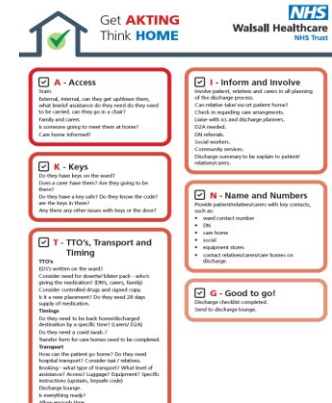 Get AKTING
Think HOME
NHS
Walsall Healthcare
NHS Trust
A - Access
Stairs
External, internal, can they get up/down them,
what level of assistance do they need do they need
to be carried. can they go in a chair?
Family and carers
Is someone going to meet them at home?
Care home informed?
K - Keys
Do they have keys on the ward?
Does a carer have them? Are they going to be
there?
Do they have a key safe? Do they know the code?
are the keys in there?
Any there any other issues with keys or the door?
T - TTO's, Transport and
Timing
TTO's
EDS's written on the ward?
Consider need for dosette/blister pack - who's
giving the medication? (DN's, carers, family)
Consider controlled drugs and signed copy
Is it a new placement? Do they need 28 days
supply of medication.
Timings
Do they need to be back home/discharged
destination by a specific time? (carers/ D2A)
Do they need a covid swab.?
Transfer form for care homes need to be completed.
Transport
How can the patient go home? Do they need
hospital transport? Consider taxi / relatives.
Booking - what type of transport? What level of
assistance? Access? Luggage? Equipment? Specific
instructions (upstairs, keysafe code)
Discharge lounge.
Is everything ready?
Allow enough time
I - Inform and Involve
Involve patient, relatives and carers in all planning
of the discharge process.
Can relative take/escort patient home?
Check in regarding care arrangments.
Liaise with ics and discharge planners.
D2A needed.
DN referrals.
Social workers.
Community services.
Discharge summary to be explain to patient/
relatives/carers.
N - Name and Numbers
Provide patient/relatives/carers with key contacts,
such as:
• ward contact number
• DN
• care home
• social
• equipment stores
• contact relatives/carers/care homes on
discharge.
G - Good to go!
Discharge checklist completed.
Send to discharge lounge.